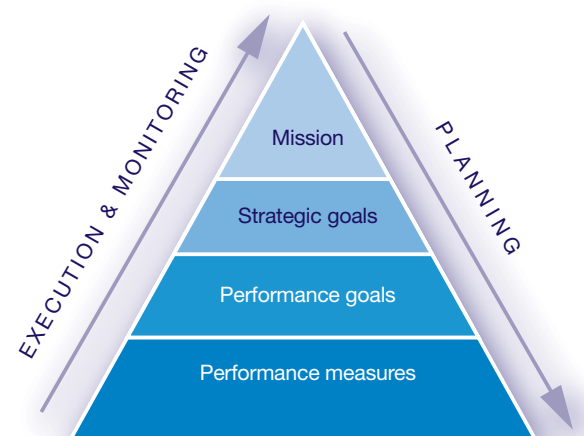 EXECUTION & MONITORING
PLANNING
Mission
Strategic goals
Performance goals
Performance measures